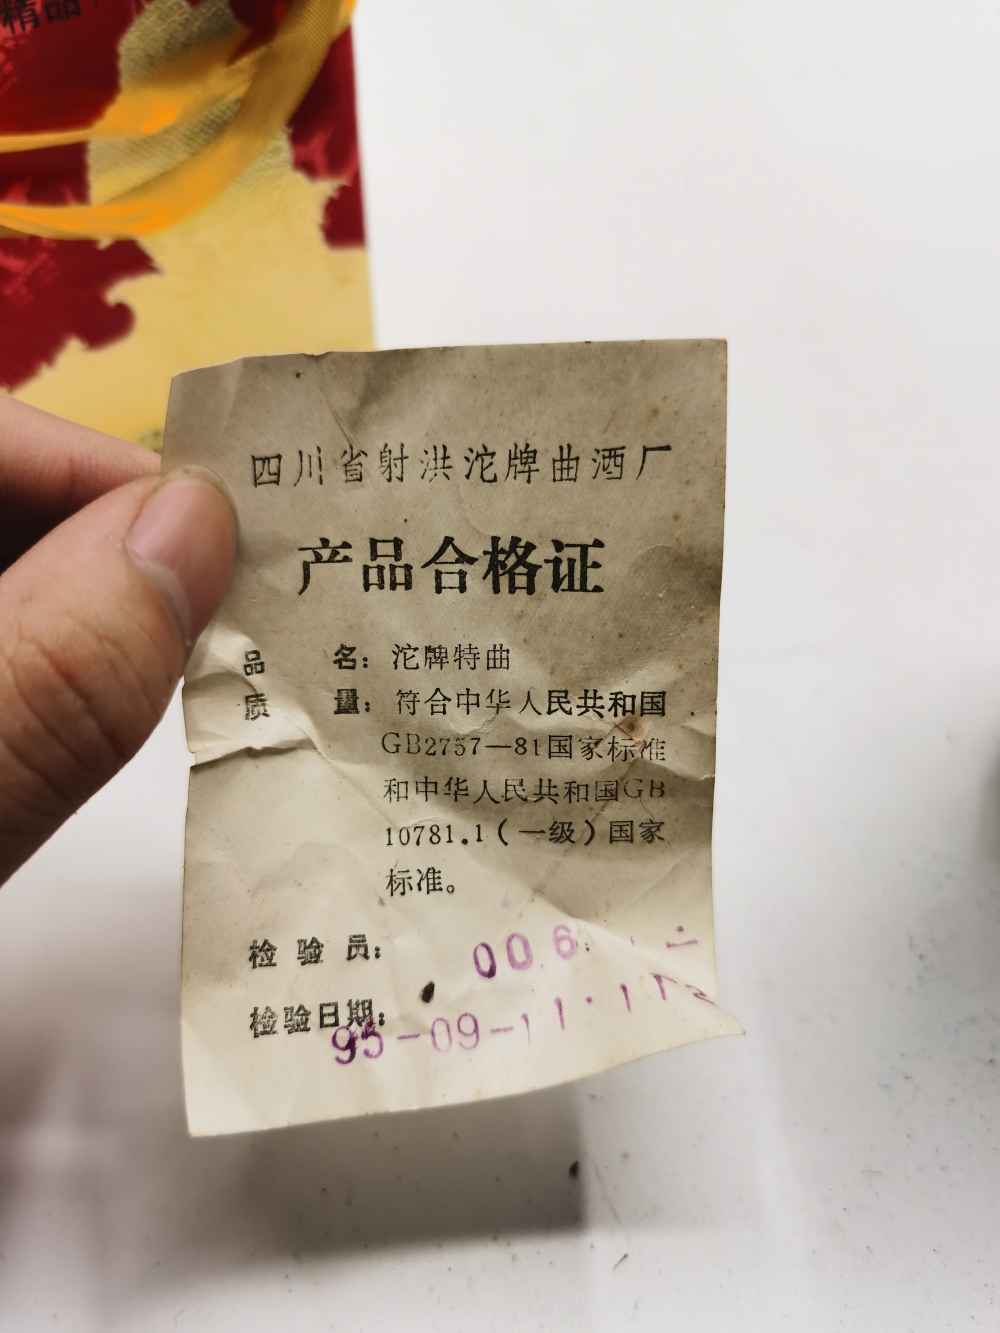 精品
四川省射洪沱牌曲酒厂
产品合格证
品 名：沱牌特曲
质 量：符合中华人民共和国
GB2757—81国家标准
和中华人民共和国GB
10781.1（一级）国家
标准。
检 验 员： 006
检验日期：
95-09-11